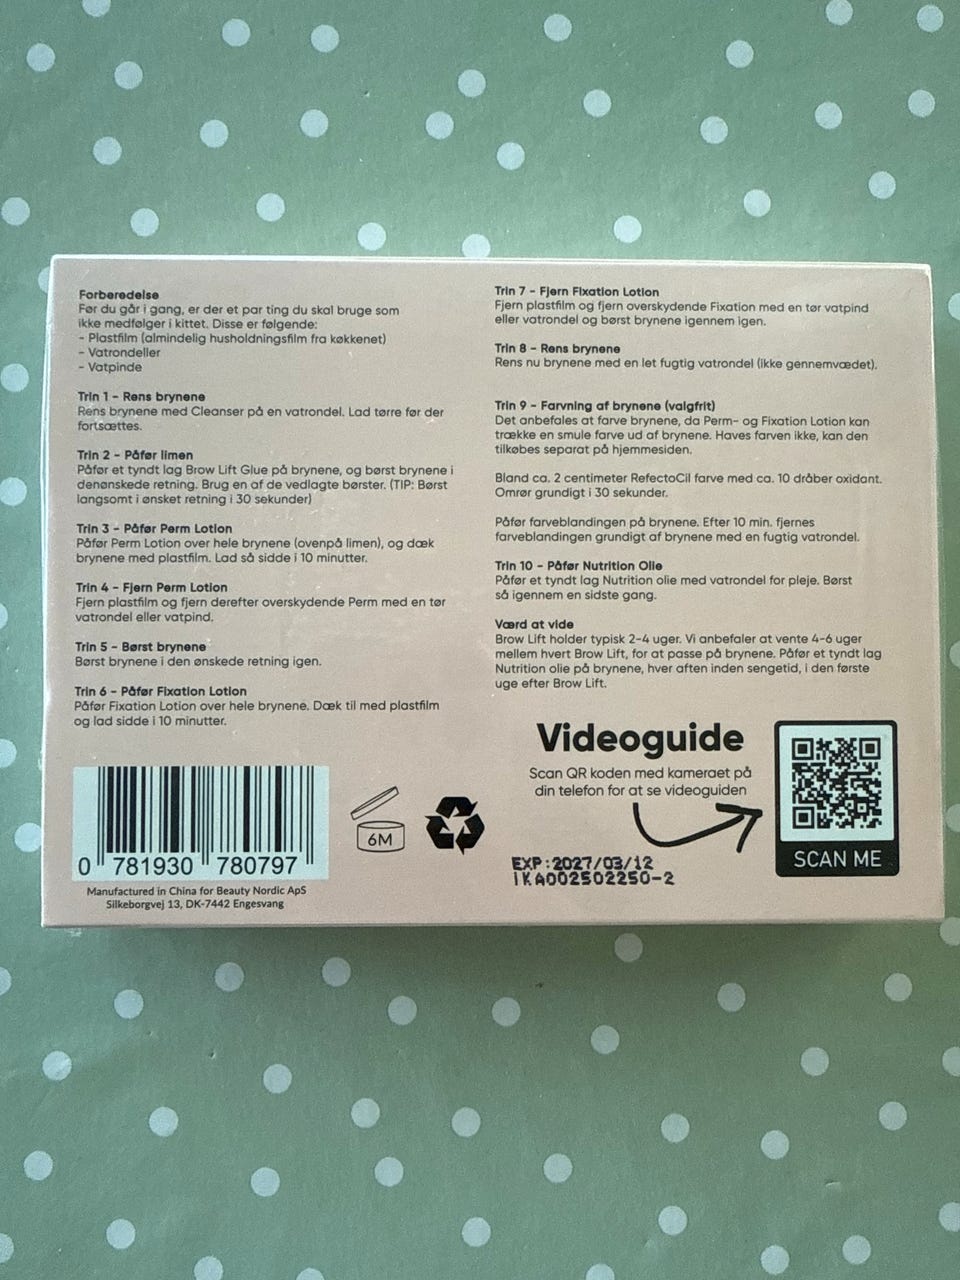 Forberedelse
Før du går i gang, er der et par ting du skal bruge som
ikke medfølger i kittet. Disse er følgende:
- Plastfilm (almindelig husholdningsfilm fra køkkenet)
- Vatrondeller
- Vatpinde
Trin 1 - Rens brynene
Rens brynene med Cleanser på en vatrondel. Lad tørre før der
fortsættes.
Trin 2 - Påfør limen
Påfør et tyndt lag Brow Lift Glue på brynene, og børst brynene i
denønskede retning. Brug en af de vedlagte børster. (TIP: Børst
langsomt i ønsket retning i 30 sekunder)
Trin 3 - Påfør Perm Lotion
Påfør Perm Lotion over hele brynene (ovenpå limen), og dæk
brynene med plastfilm. Lad så sidde i 10 minutter.
Trin 4 - Fjern Perm Lotion
Fjern plastfilm og fjern derefter overskydende Perm med en tør
vatrondel eller vatpind.
Trin 5 - Børst brynene
Børst brynene i den ønskede retning igen.
Trin 6 - Påfør Fixation Lotion
Påfør Fixation Lotion over hele brynene. Dæk til med plastfilm
og lad sidde i 10 minutter.
Trin 7 - Fjern Fixation Lotion
Fjern plastfilm og fjern overskydende Fixation med en tør vatpind
eller vatrondel og børst brynene igennem igen.
Trin 8 - Rens brynene
Rens nu brynene med en let fugtig vatrondel (ikke gennemvædet).
Trin 9 - Farvning af brynene (valgfrit)
Det anbefales at farve brynene, da Perm- og Fixation Lotion kan
trække en smule farve ud af brynene. Haves farven ikke, kan den
tilkøbes separat på hjemmesiden.
Bland ca. 2 centimeter RefectoCil farve med ca. 10 dråber oxidant.
Omrør grundigt i 30 sekunder.
Påfør farveblandingen på brynene. Efter 10 min. fjernes
farveblandingen grundigt af brynene med en fugtig vatrondel.
Trin 10 - Påfør Nutrition Olie
Påfør et tyndt lag Nutrition olie med vatrondel for pleje. Børst
så igennem en sidste gang.
Værd at vide
Brow Lift holder typisk 2-4 uger. Vi anbefaler at vente 4-6 uger
mellem hvert Brow Lift, for at passe på brynene. Påfør et tyndt lag
Nutrition olie på brynene, hver aften inden sengetid, i den første
uge efter Brow Lift.
Videoguide
Scan QR koden med kameraet på
din telefon for at se videoguiden
SCAN ME
EXP:2027/03/12
IKA002502250-2
6M
0 781930 780797
Manufactured in China for Beauty Nordic ApS
Silkeborgvej 13, DK-7442 Engesvang